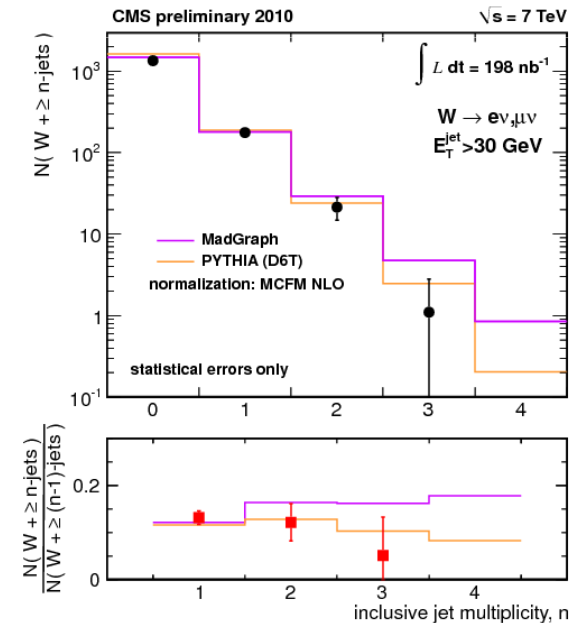 CMS preliminary 2010 √s = 7 TeV
N( W + ≥ n-jets )
10³
10²
10
1
10⁻¹
∫ L dt = 198 nb⁻¹
W → eν,μν
E_T^jet >30 GeV
MadGraph
PYTHIA (D6T)
normalization: MCFM NLO
statistical errors only
0 1 2 3 4
N( W + ≥ n-jets )
N( W + ≥ (n-1)-jets )
0.2
0
1 2 3 4
inclusive jet multiplicity, n